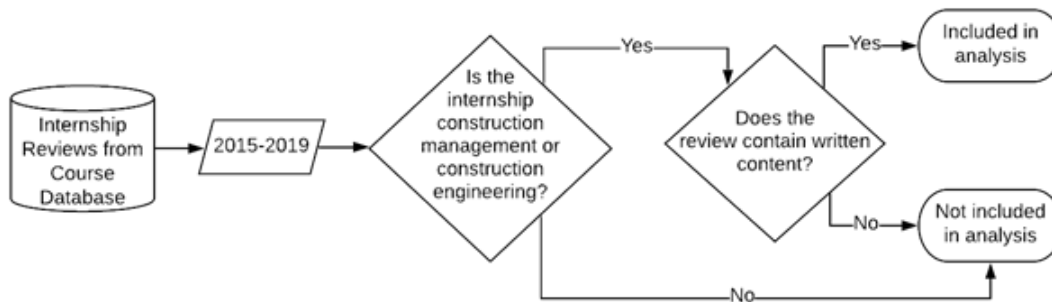 Internship
Reviews from
Course
Database
2015-2019
Is the
internship
construction
management or
construction
engineering?
Yes
No
Does the
review contain written
content?
Yes
No
Included in
analysis
Not included
in analysis